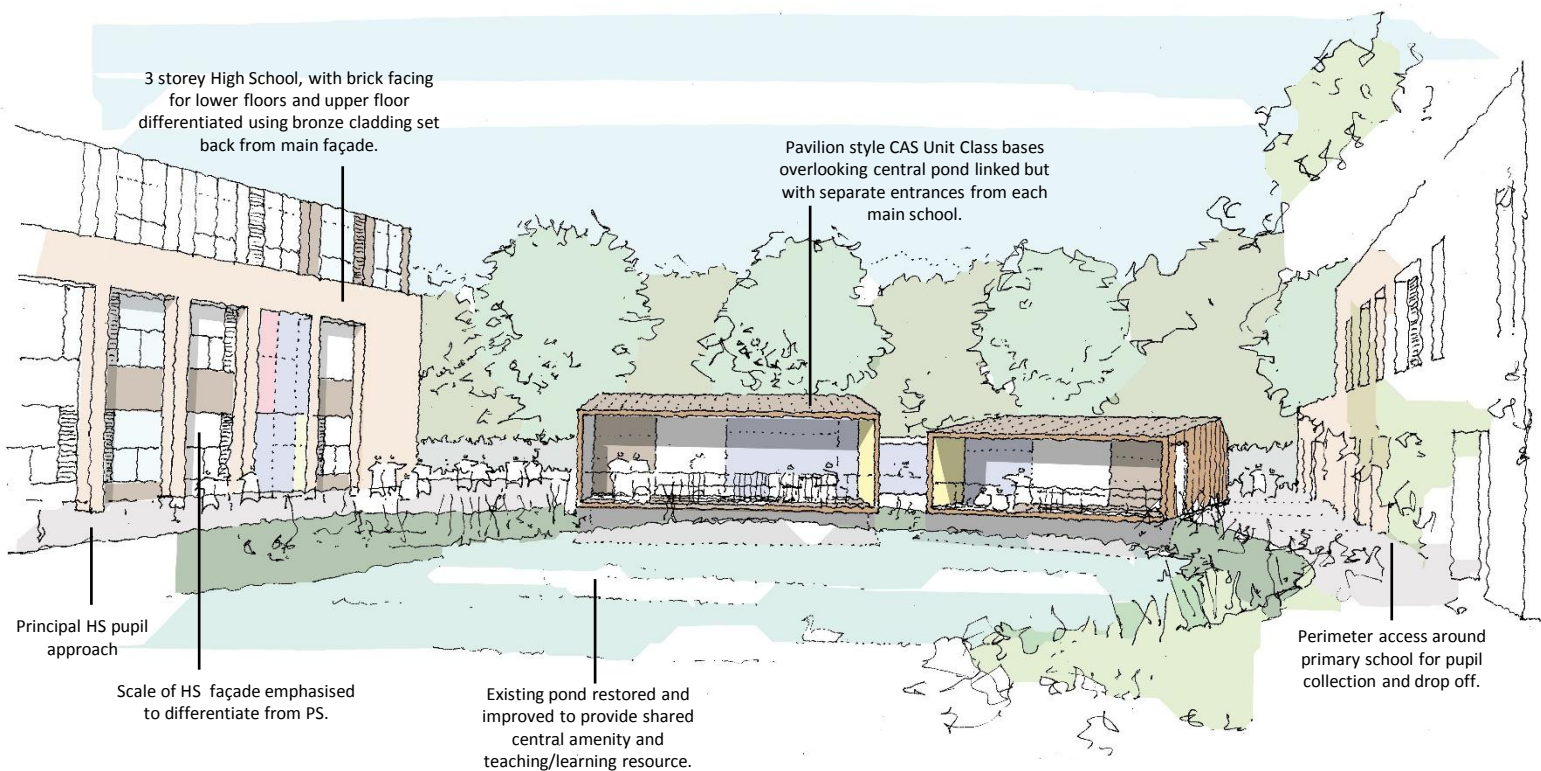 3 storey High School, with brick facing
for lower floors and upper floor
differentiated using bronze cladding set
back from main façade.
Pavilion style CAS Unit Class bases
overlooking central pond linked but
with separate entrances from each
main school.
Principal HS pupil
approach
Scale of HS façade emphasised
to differentiate from PS.
Existing pond restored and
improved to provide shared
central amenity and
teaching/learning resource.
Perimeter access around
primary school for pupil
collection and drop off.